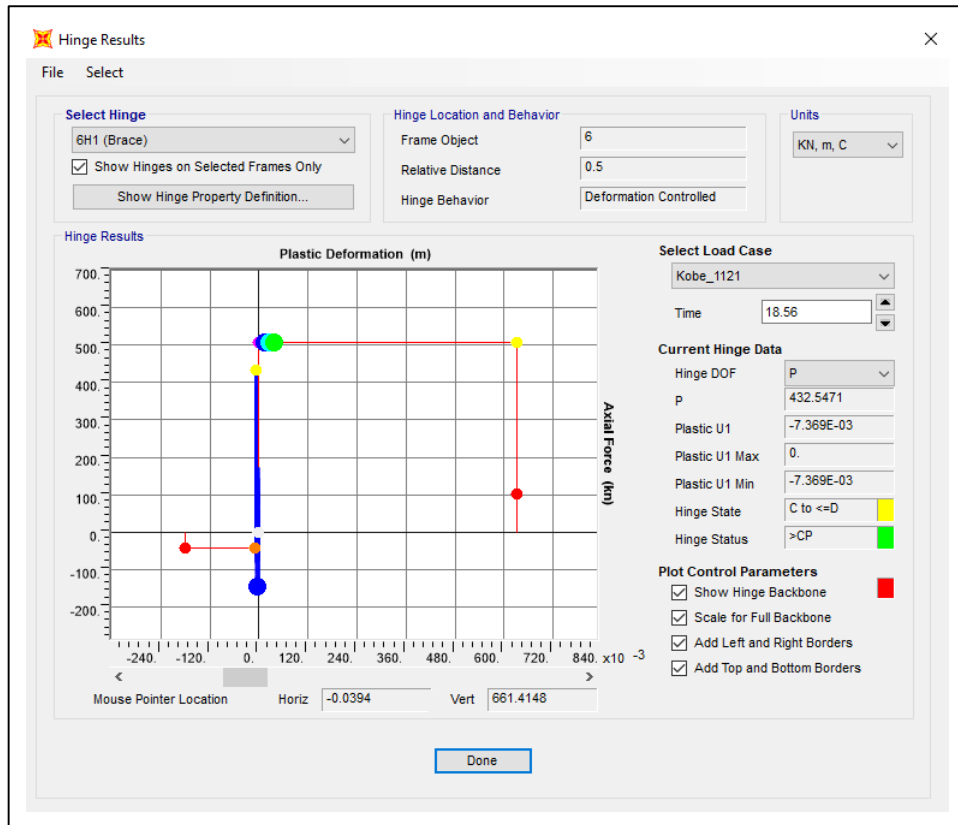 Hinge Results
File Select
Select Hinge
6H1 (Brace)
Show Hinges on Selected Frames Only
Show Hinge Property Definition...
Hinge Location and Behavior
Frame Object 6
Relative Distance 0.5
Hinge Behavior Deformation Controlled
Units
KN, m, C
Hinge Results
Plastic Deformation (m)
700.
600.
500.
400.
300.
200.
100.
0.
-100.
-200.
Axial Force (kn)
-240. -120. 0. 120. 240. 360. 480. 600. 720. 840. x10 -3
< >
Mouse Pointer Location Horiz -0.0394 Vert 661.4148
Select Load Case
Kobe_1121
Time 18.56
Current Hinge Data
Hinge DOF P
P 432.5471
Plastic U1 -7.369E-03
Plastic U1 Max 0.
Plastic U1 Min -7.369E-03
Hinge State C to <=D
Hinge Status >CP
Plot Control Parameters
Show Hinge Backbone
Scale for Full Backbone
Add Left and Right Borders
Add Top and Bottom Borders
Done